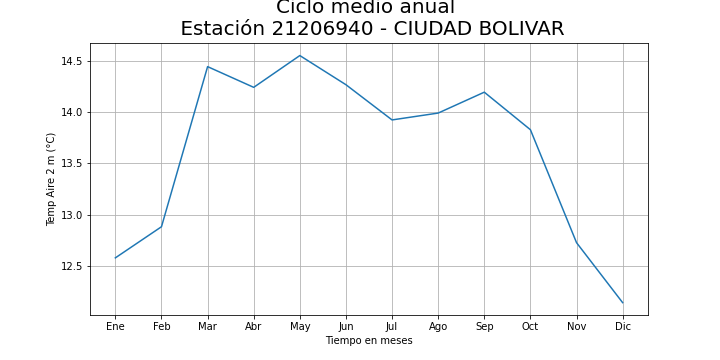 Ciclo medio anual
Estación 21206940 - CIUDAD BOLIVAR
14.5
14.0
13.5
13.0
12.5
Temp Aire 2 m (°C)
Ene Feb Mar Abr May Jun Jul Ago Sep Oct Nov Dic
Tiempo en meses